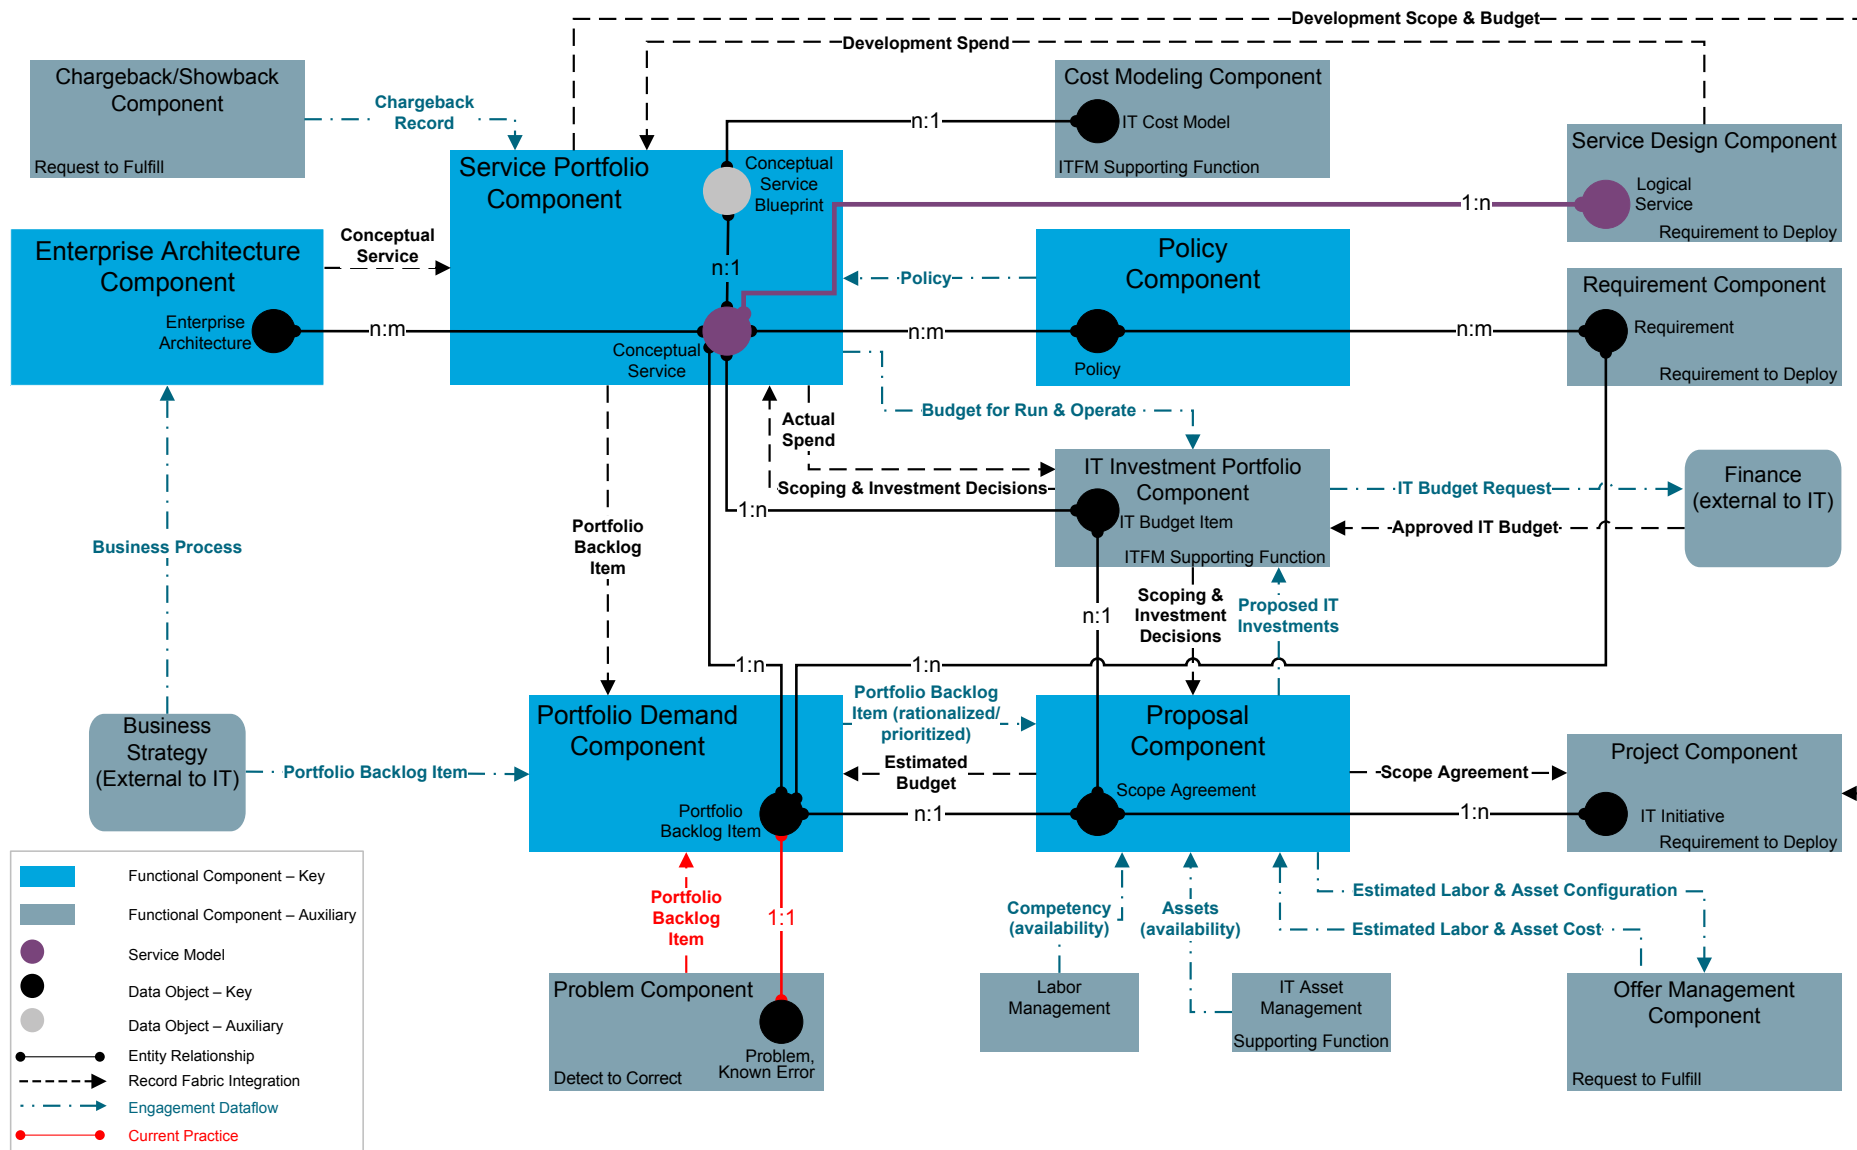 Development Scope & Budget
Development Spend
Chargeback/Showback
Component
Request to Fulfill
Chargeback
Record
Cost Modeling Component
IT Cost Model
ITFM Supporting Function
n:1
Service Portfolio
Component
Conceptual
Service
Blueprint
n:1
Conceptual
Service
Service Design Component
Logical
Service
Requirement to Deploy
1:n
Enterprise Architecture
Component
Enterprise
Architecture
Conceptual
Service
n:m
Policy
Component
Policy
Policy
n:m
n:m
Requirement Component
Requirement
Requirement to Deploy
Budget for Run & Operate
Actual
Spend
Scoping & Investment Decisions
1:n
IT Investment Portfolio
Component
IT Budget Item
ITFM Supporting Function
IT Budget Request
Approved IT Budget
Finance
(external to IT)
Business Process
Portfolio
Backlog
Item
n:1
Scoping &
Investment
Decisions
Proposed IT
Investments
1:n
1:n
Business
Strategy
(External to IT)
Portfolio Backlog Item
Portfolio Demand
Component
Portfolio
Backlog Item
Portfolio Backlog
Item (rationalized/
prioritized)
Estimated
Budget
n:1
Proposal
Component
Scope Agreement
Scope Agreement
1:n
Project Component
IT Initiative
Requirement to Deploy
Portfolio
Backlog
Item
1:1
Problem Component
Problem,
Known Error
Detect to Correct
Competency
(availability)
Assets
(availability)
Estimated Labor & Asset Configuration
Estimated Labor & Asset Cost
Labor
Management
IT Asset
Management
Supporting Function
Offer Management
Component
Request to Fulfill
Functional Component – Key
Functional Component – Auxiliary
Service Model
Data Object – Key
Data Object – Auxiliary
Entity Relationship
Record Fabric Integration
Engagement Dataflow
Current Practice